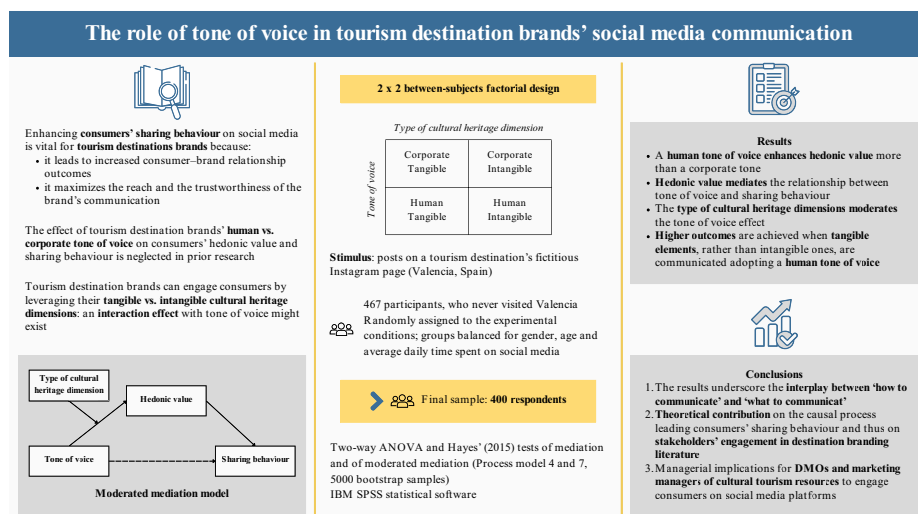 The role of tone of voice in tourism destination brands' social media communication
Enhancing consumers' sharing behaviour on social media
is vital for tourism destinations brands because:
• it leads to increased consumer–brand relationship
outcomes
• it maximizes the reach and the trustworthiness of the
brand's communication
The effect of tourism destination brands' human vs.
corporate tone of voice on consumers' hedonic value and
sharing behaviour is neglected in prior research
Tourism destination brands can engage consumers by
leveraging their tangible vs. intangible cultural heritage
dimensions: an interaction effect with tone of voice might
exist
Type of cultural
heritage dimension
Hedonic value
Tone of voice
Sharing behaviour
Moderated mediation model
2 x 2 between-subjects factorial design
Type of cultural heritage dimension
Tone of voice
Corporate
Tangible
Corporate
Intangible
Human
Tangible
Human
Intangible
Stimulus: posts on a tourism destination's fictitious
Instagram page (Valencia, Spain)
467 participants, who never visited Valencia
Randomly assigned to the experimental
conditions; groups balanced for gender, age and
average daily time spent on social media
Final sample: 400 respondents
Two-way ANOVA and Hayes' (2015) tests of mediation
and of moderated mediation (Process model 4 and 7,
5000 bootstrap samples)
IBM SPSS statistical software
Results
• A human tone of voice enhances hedonic value more
than a corporate tone
• Hedonic value mediates the relationship between
tone of voice and sharing behaviour
• The type of cultural heritage dimensions moderates
the tone of voice effect
• Higher outcomes are achieved when tangible
elements, rather than intangible ones, are
communicated adopting a human tone of voice
Conclusions
1. The results underscore the interplay between 'how to
communicate' and 'what to communicat'
2. Theoretical contribution on the causal process
leading consumers' sharing behaviour and thus on
stakeholders' engagement in destination branding
literature
3. Managerial implications for DMOs and marketing
managers of cultural tourism resources to engage
consumers on social media platforms